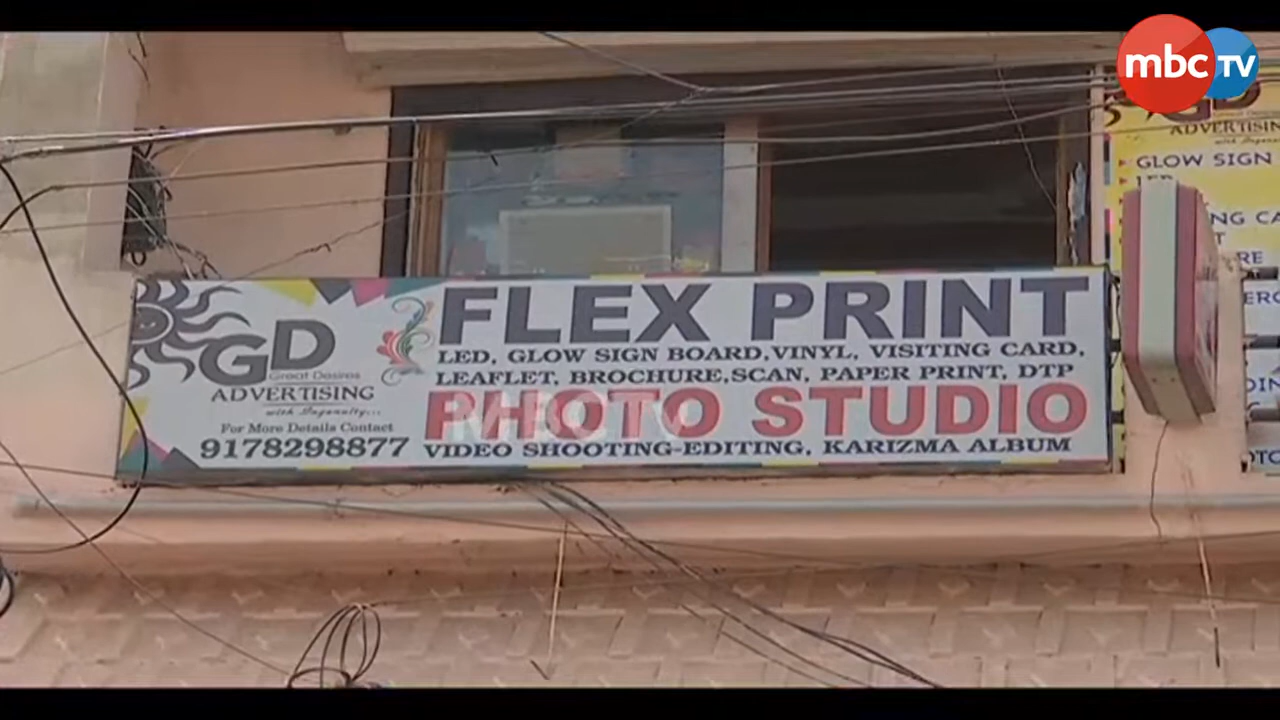 mbc TV
GD
ADVERTISING
GLOW SIGN
GD
Great Desires
ADVERTISING
with Ingenuity...
For More Details Contact
9178298877
FLEX PRINT
LED, GLOW SIGN BOARD, VINYL, VISITING CARD,
LEAFLET, BROCHURE, SCAN, PAPER PRINT, DTP
PHOTO STUDIO
MBCTv
VIDEO SHOOTING-EDITING, KARIZMA ALBUM